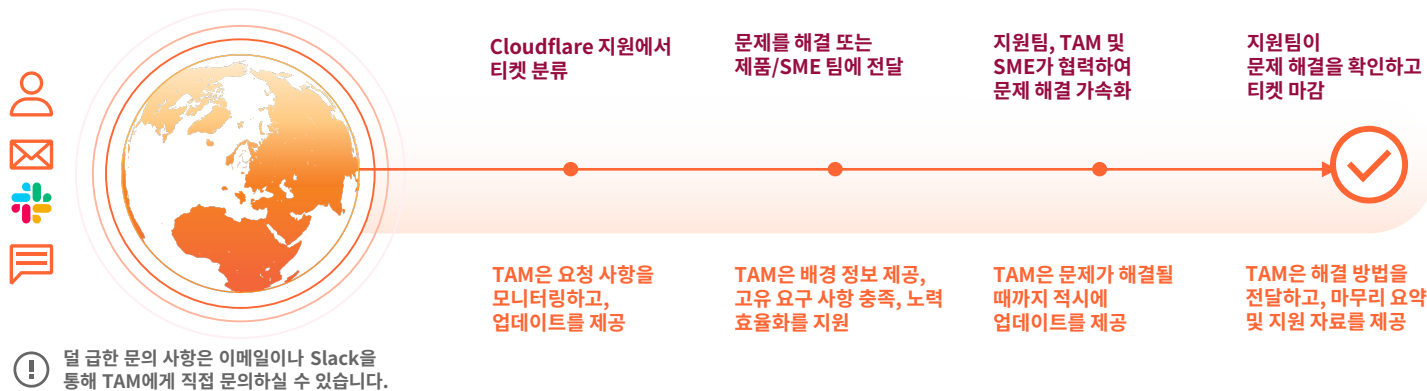 Cloudflare 지원에서
티켓 분류
문제를 해결 또는
제품/SME 팀에 전달
지원팀, TAM 및
SME가 협력하여
문제 해결 가속화
지원팀이
문제 해결을 확인하고
티켓 마감
TAM은 요청 사항을
모니터링하고,
업데이트를 제공
TAM은 배경 정보 제공,
고유 요구 사항 충족, 노력
효율화를 지원
TAM은 문제가 해결될
때까지 적시에
업데이트를 제공
TAM은 해결 방법을
전달하고, 마무리 요약
및 지원 자료를 제공
덜 급한 문의 사항은 이메일이나 Slack을
통해 TAM에게 직접 문의하실 수 있습니다.